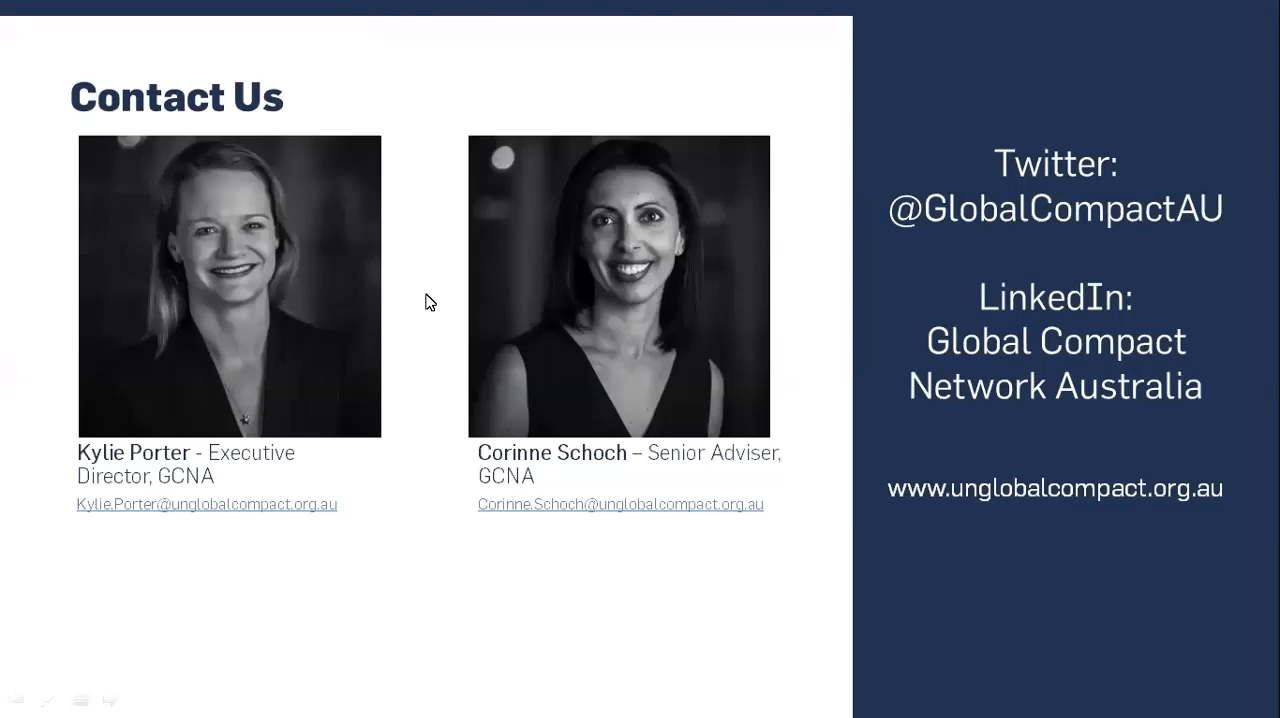 Contact Us
Kylie Porter - Executive
Director, GCNA
Kylie.Porter@unglobalcompact.org.au
Corinne Schoch – Senior Adviser,
GCNA
Corinne.Schoch@unglobalcompact.org.au
Twitter:
@GlobalCompactAU
LinkedIn:
Global Compact
Network Australia
www.unglobalcompact.org.au